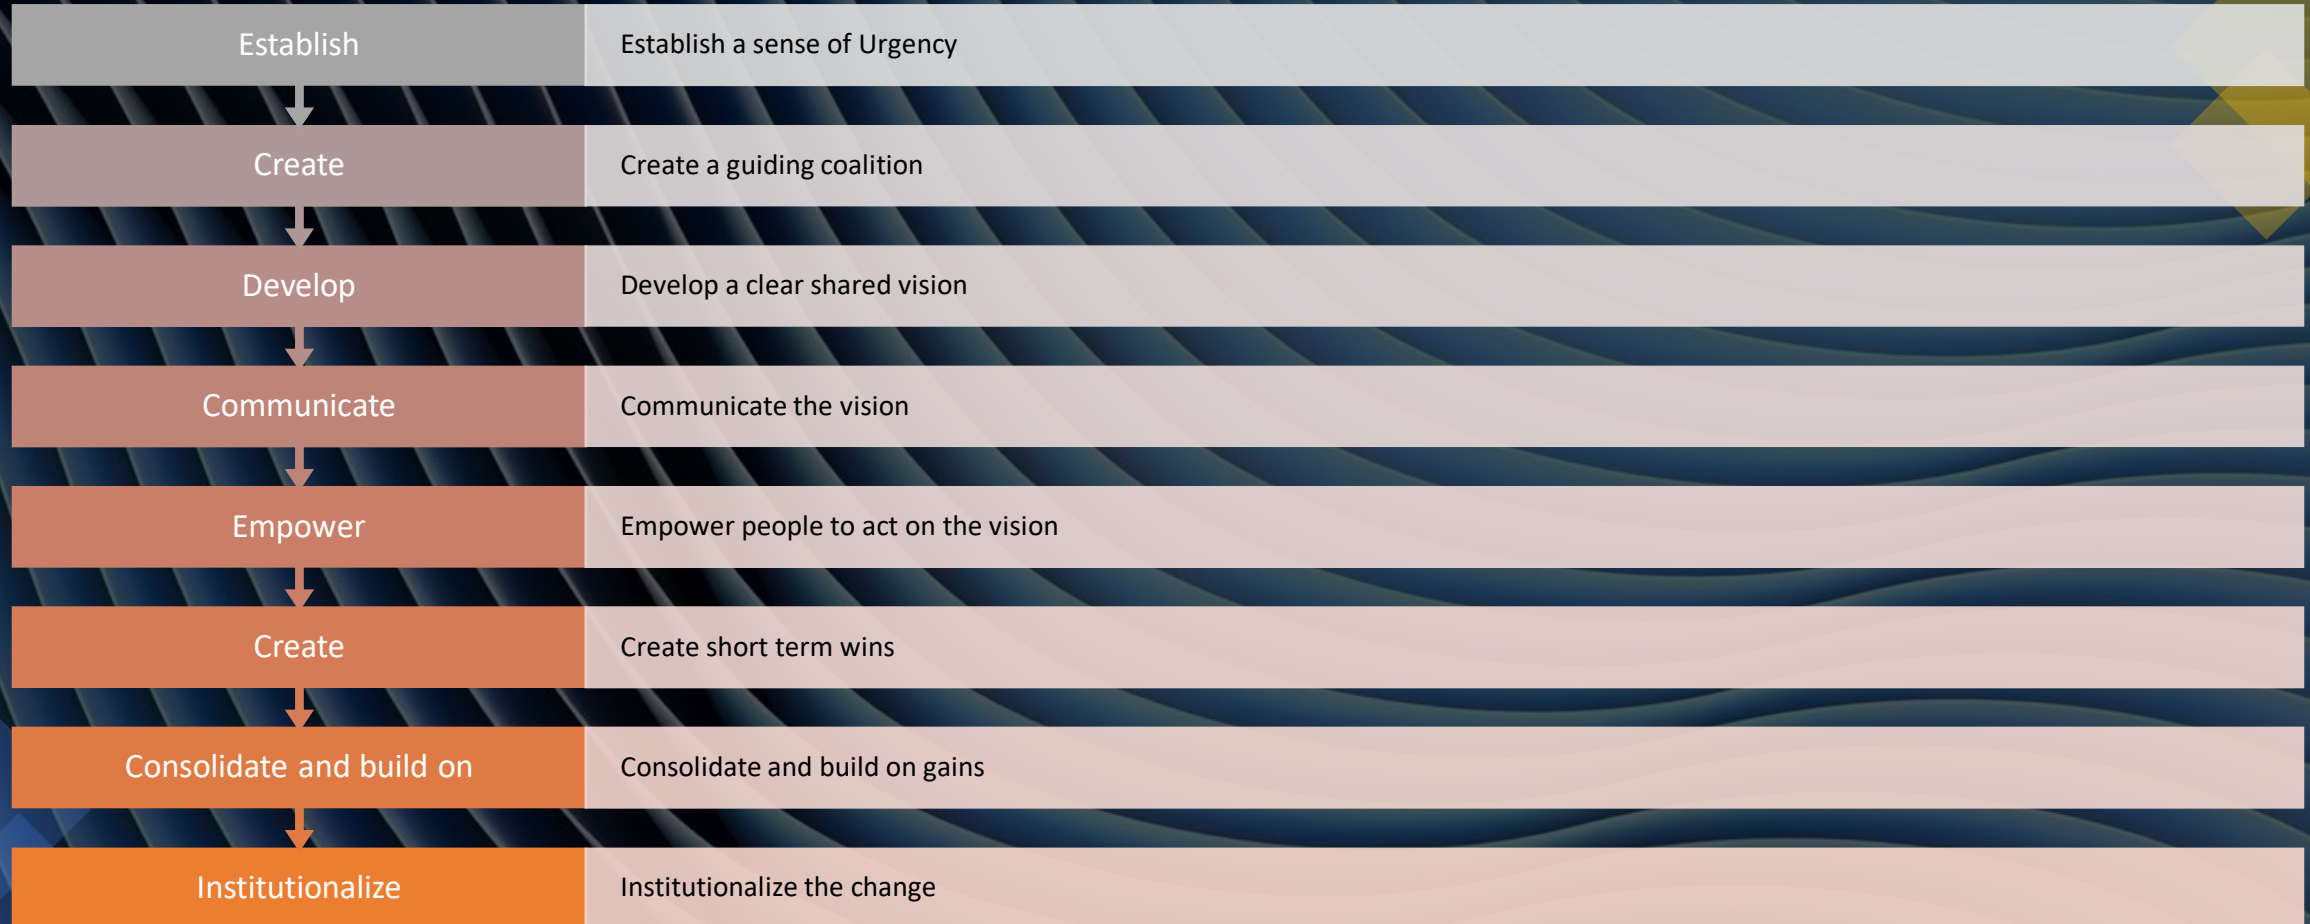 Establish
Establish a sense of Urgency
Create
Create a guiding coalition
Develop
Develop a clear shared vision
Communicate
Communicate the vision
Empower
Empower people to act on the vision
Create
Create short term wins
Consolidate and build on
Consolidate and build on gains
Institutionalize
Institutionalize the change